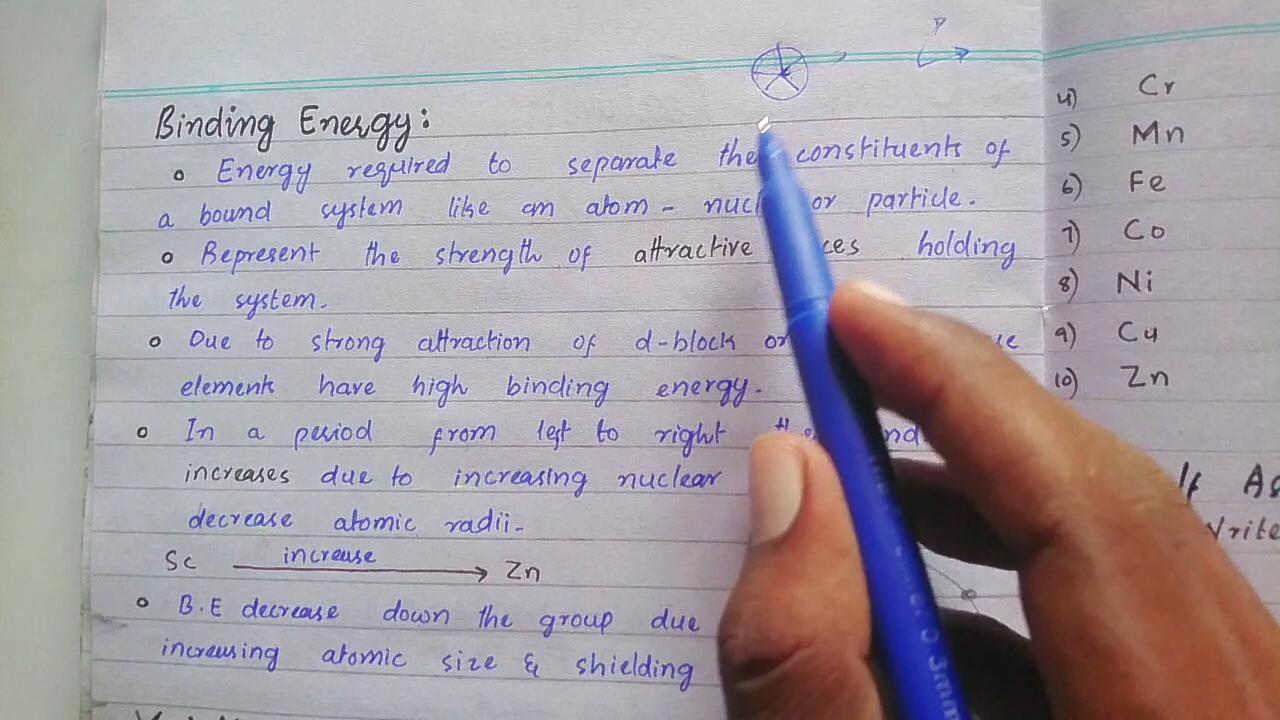 Binding Energy:
Energy required to separate the constituents of
a bound system like an atom - or particle.
Represent the strength of attractive holding
the system.
Due to strong attraction of d-block
elements have high binding energy.
In a period from left to right
increases due to increasing nuclear
decrease atomic radii.
Sc increase Zn
B.E decrease down the group due
increasing atomic size & shielding
4) Cr
5) Mn
6) Fe
7) Co
8) Ni
9) Cu
10) Zn